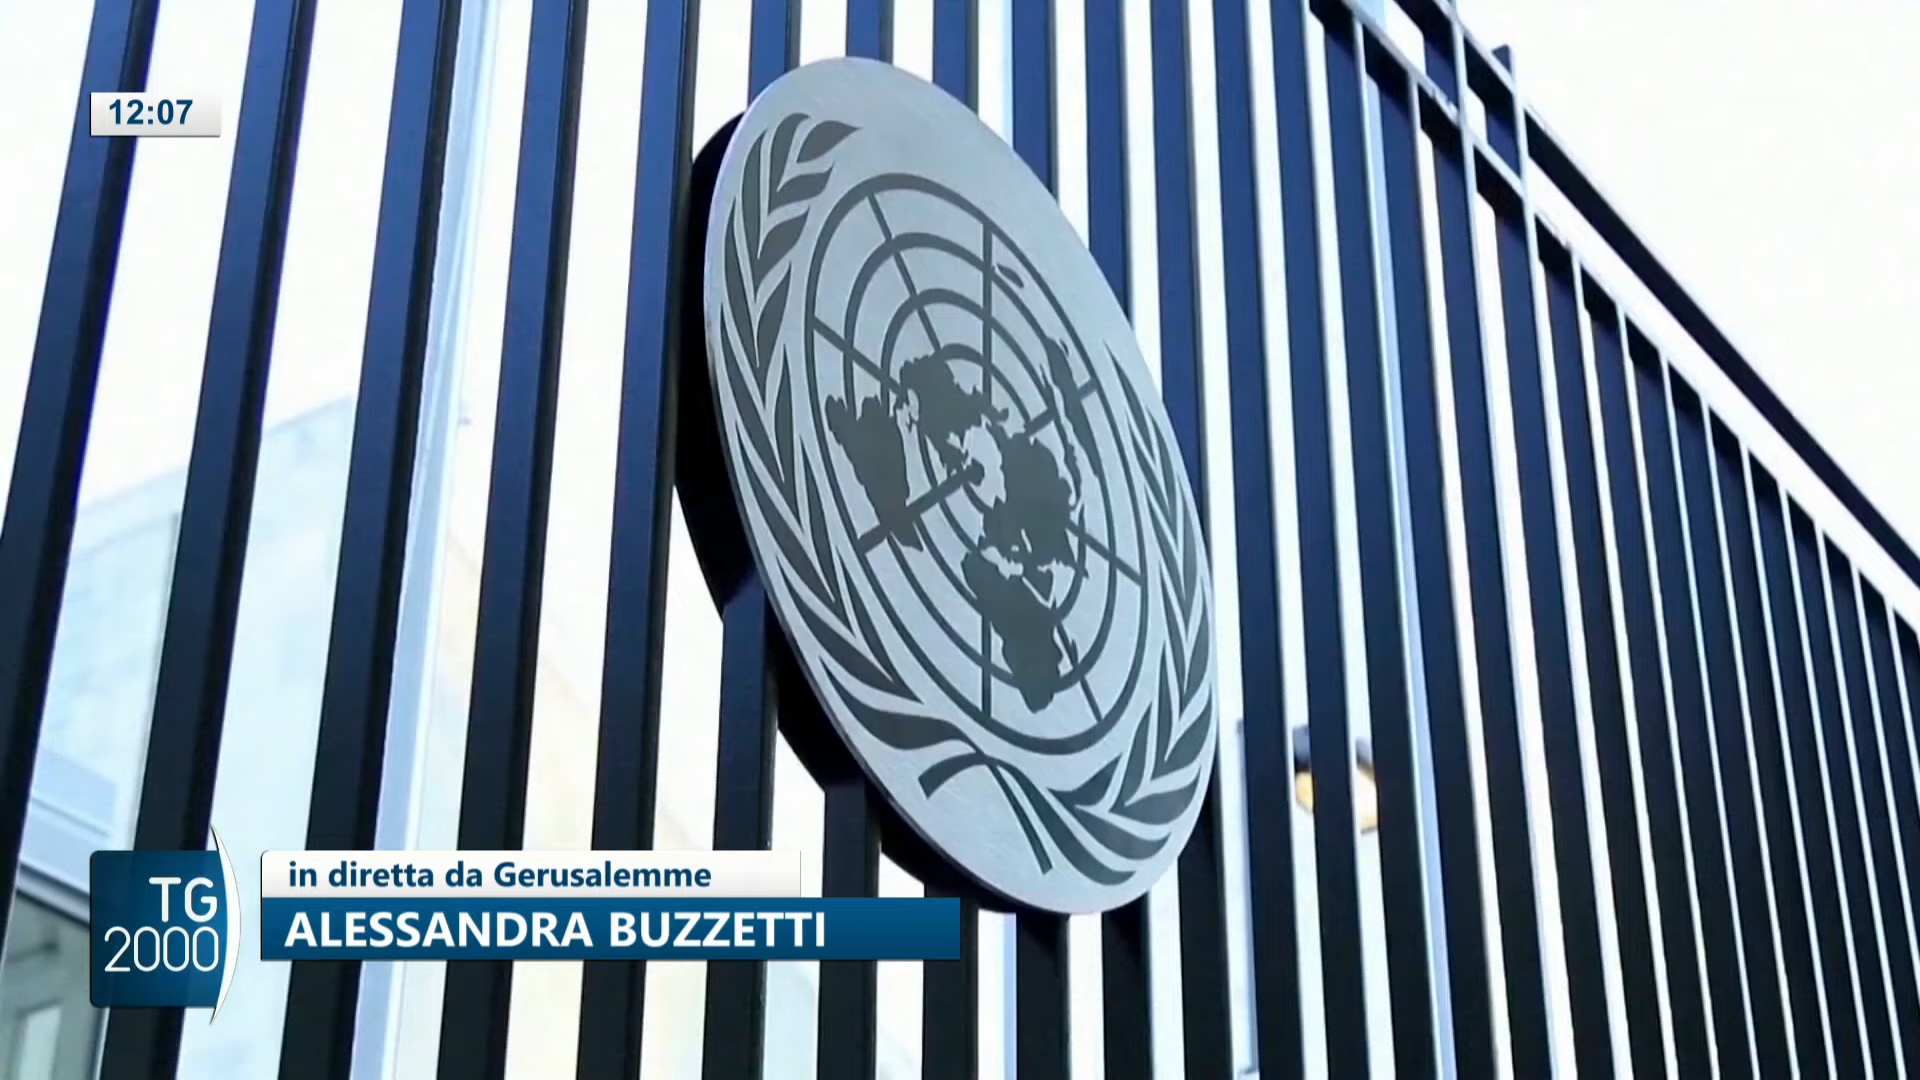 12:07
TG
2000
in diretta da Gerusalemme
ALESSANDRA BUZZETTI